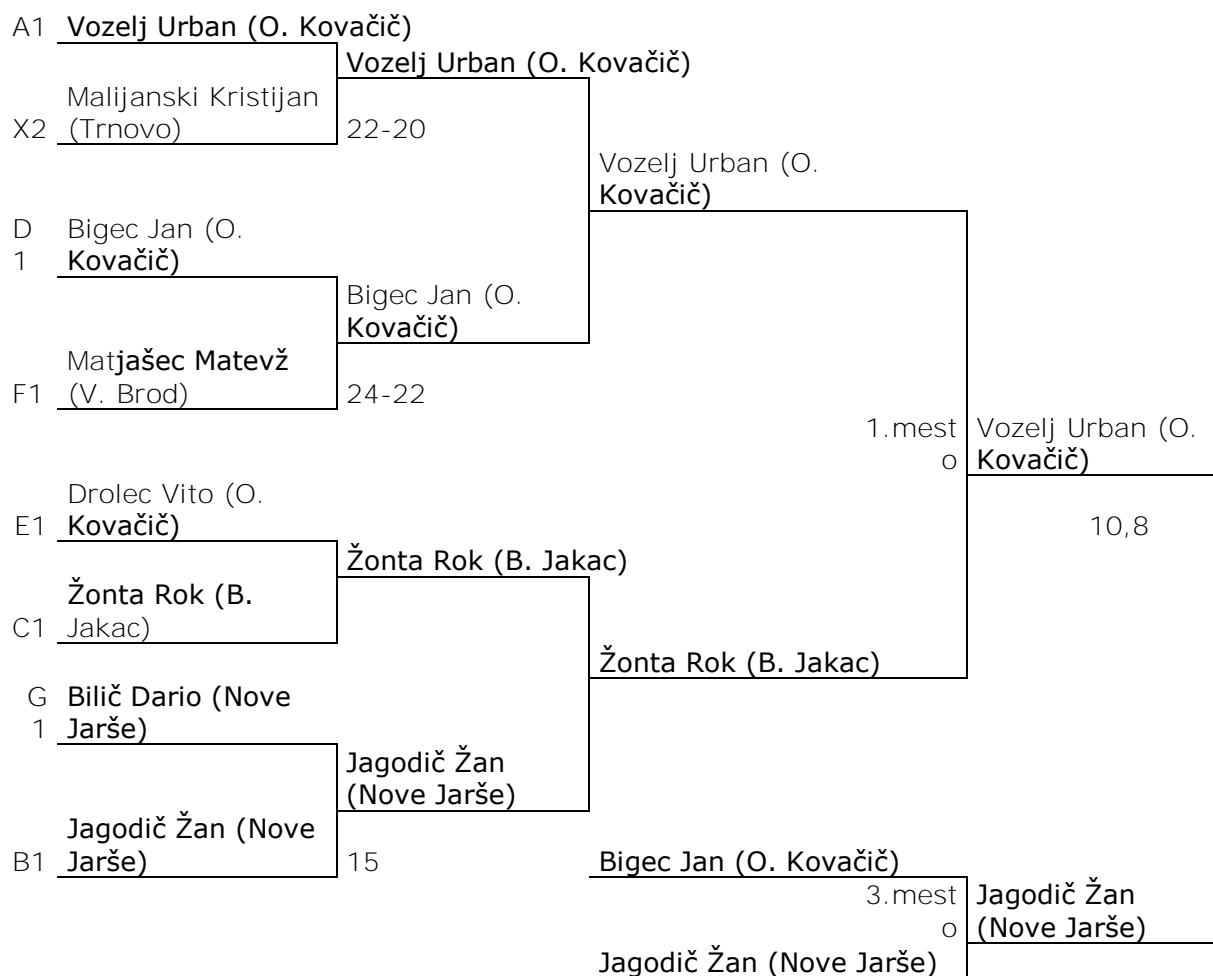 A1 Vozelj Urban (O. Kovačič)
Vozelj Urban (O. Kovačič)
Malijanski Kristijan
X2 (Trnovo) 22-20
Vozelj Urban (O.
Kovačič)
D Bigec Jan (O.
1 Kovačič)
Bigec Jan (O.
Kovačič)
Matjašec Matevž
F1 (V. Brod) 24-22
1.mest Vozelj Urban (O.
o Kovačič)
Drolec Vito (O.
E1 Kovačič) 10,8
Žonta Rok (B. Jakac)
Žonta Rok (B.
C1 Jakac)
Žonta Rok (B. Jakac)
G Bilič Dario (Nove
1 Jarše)
Jagodič Žan
(Nove Jarše)
Jagodič Žan (Nove
B1 Jarše) 15 Bigec Jan (O. Kovačič)
3.mest Jagodič Žan
o (Nove Jarše)
Jagodič Žan (Nove Jarše)